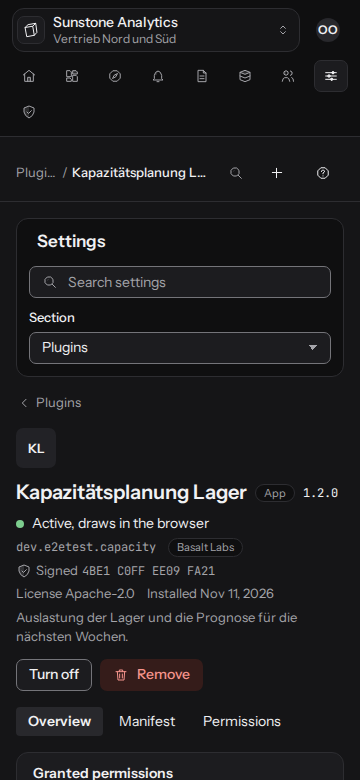 Sunstone Analytics
Vertrieb Nord und Süd
OO
Plugi... / Kapazitätsplanung L...
Settings
Search settings
Section
Plugins
Plugins
KL
Kapazitätsplanung Lager App 1.2.0
Active, draws in the browser
dev.e2etest.capacity Basalt Labs
Signed 4BE1 C0FF EE09 FA21
License Apache-2.0 Installed Nov 11, 2026
Auslastung der Lager und die Prognose für die
nächsten Wochen.
Turn off Remove
Overview Manifest Permissions
Granted permissions